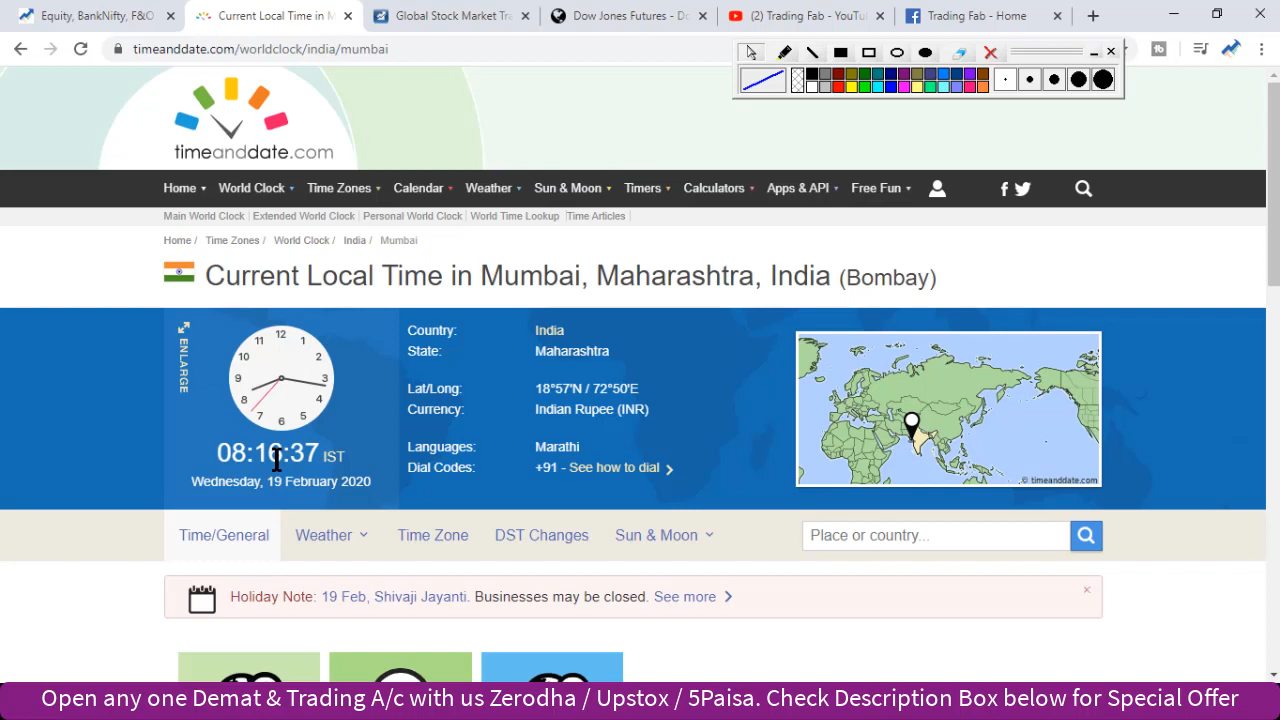 Equity, BankNifty, F&O
Current Local Time in M
Global Stock Market Tra
Dow Jones Futures - Do
(2) Trading Fab - YouTu
Trading Fab - Home
timeanddate.com/worldclock/india/mumbai
timeanddate.com
Home World Clock Time Zones Calendar Weather Sun & Moon Timers Calculators Apps & API Free Fun
Main World Clock Extended World Clock Personal World Clock World Time Lookup Time Articles
Home / Time Zones / World Clock / India / Mumbai
Current Local Time in Mumbai, Maharashtra, India (Bombay)
ENLARGE
12 1 2 3 4 5 6 7 8 9 10 11
08:16:37 IST
Wednesday, 19 February 2020
Country: India
State: Maharashtra
Lat/Long: 18°57'N / 72°50'E
Currency: Indian Rupee (INR)
Languages: Marathi
Dial Codes: +91 - See how to dial
© timeanddate.com
Time/General Weather Time Zone DST Changes Sun & Moon
Place or country...
Holiday Note: 19 Feb, Shivaji Jayanti. Businesses may be closed. See more
Open any one Demat & Trading A/c with us Zerodha / Upstox / 5Paisa. Check Description Box below for Special Offer